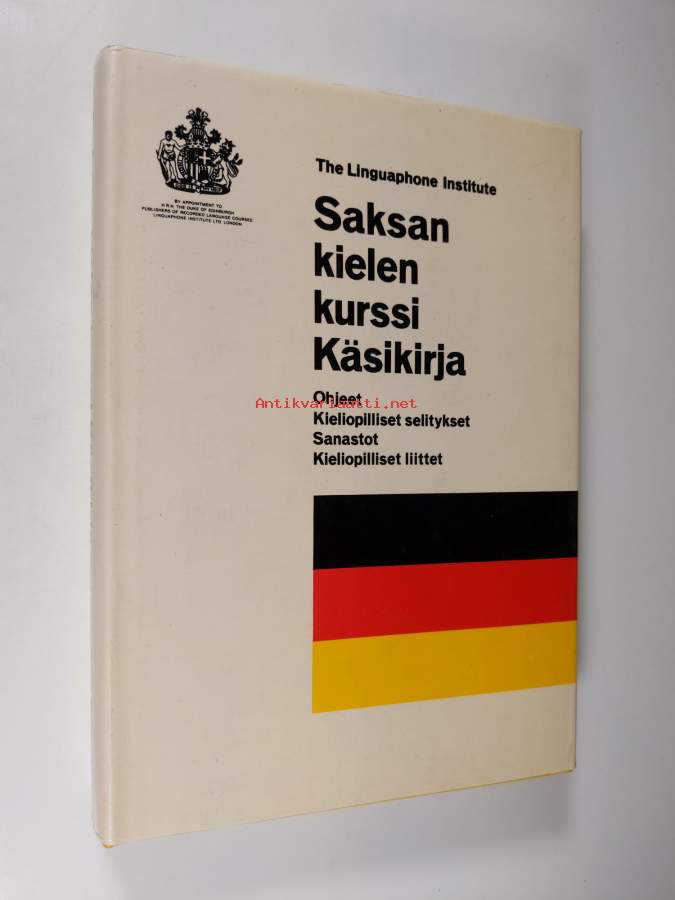 BY APPOINTMENT TO
H.R.H. THE DUKE OF EDINBURGH
PUBLISHERS OF RECORDED LANGUAGE COURSES
LINGUAPHONE INSTITUTE LTD LONDON
The Linguaphone Institute
Saksan
kielen
kurssi
Käsikirja
Ohjeet
Antikvariaatti.net
Kieliopilliset selitykset
Sanastot
Kieliopilliset liittet